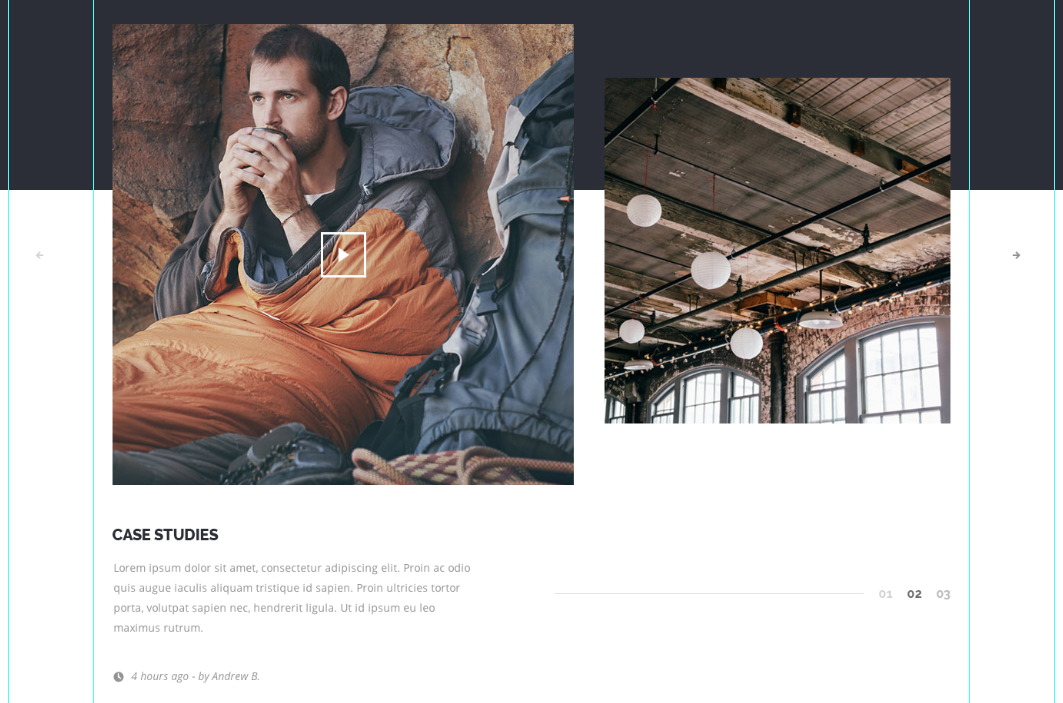 CASE STUDIES
Lorem ipsum dolor sit amet, consectetur adipiscing elit. Proin ac odio
quis augue iaculis aliquam tristique id sapien. Proin ultricies tortor
porta, volutpat sapien nec, hendrerit ligula. Ut id ipsum eu leo
maximus rutrum.
01 02 03
4 hours ago - by Andrew B.